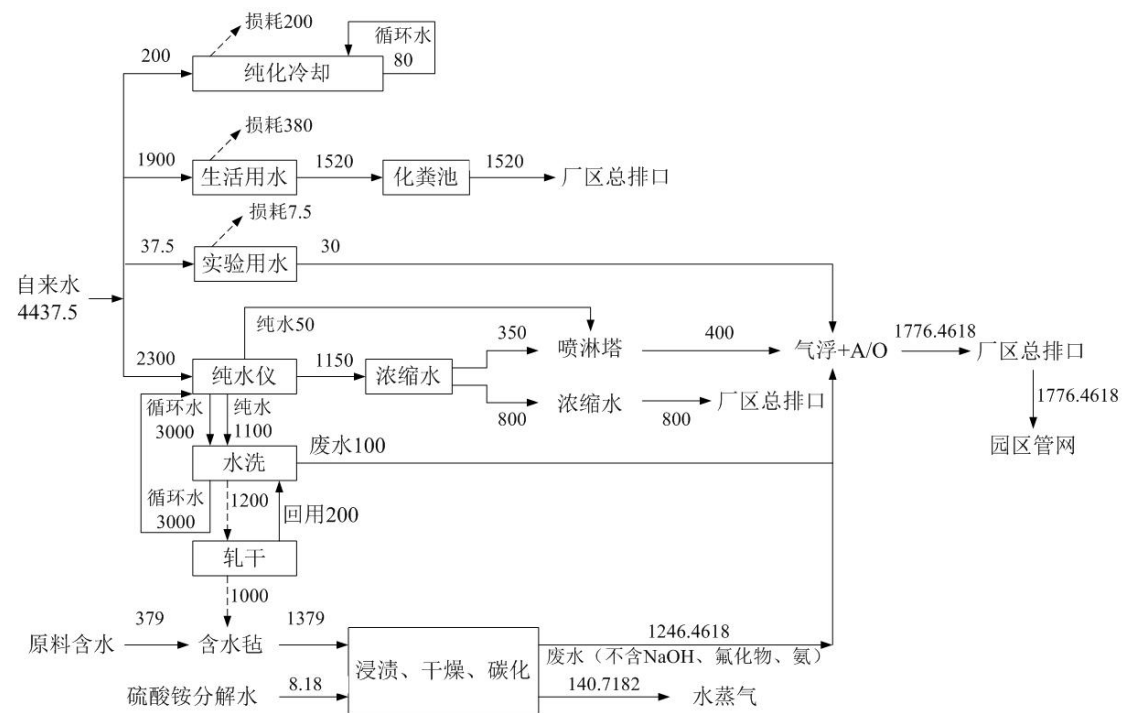 损耗200
循环水
200
纯化冷却
80
损耗380
1900
生活用水
1520
化粪池
1520
厂区总排口
损耗7.5
37.5
实验用水
30
自来水
4437.5
纯水50
350
喷淋塔
400
气浮+A/O
1776.4618
厂区总排口
2300
纯水仪
1150
浓缩水
1776.4618
循环水
3000
纯水
1100
800
浓缩水
800
厂区总排口
园区管网
水洗
废水100
循环水
3000
1200
回用200
轧干
1000
379
1379
1246.4618
原料含水
含水毡
浸渍、干燥、碳化
废水（不含NaOH、氟化物、氨）
硫酸铵分解水
8.18
140.7182
水蒸气